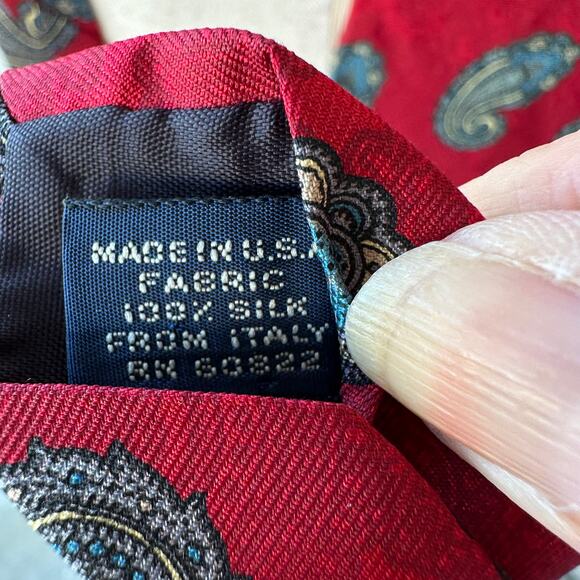 MADE IN U.S.A
FABRIC
100% SILK
FROM ITALY
RN 60822